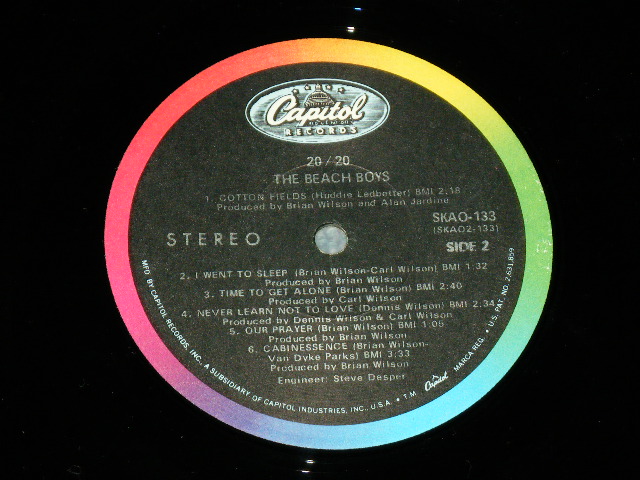 Capitol
RECORDS
20/20
THE BEACH BOYS
1. COTTON FIELDS (Huddie Ledbetter) BMI 2:18
Produced by Brian Wilson and Alan Jardine
SKAO-133
(SKAO2-133)
STEREO
SIDE 2
2. I WENT TO SLEEP (Brian Wilson-Carl Wilson) BMI 1:32
Produced by Brian Wilson
3. TIME TO GET ALONE (Brian Wilson) BMI 2:40
Produced by Carl Wilson
4. NEVER LEARN NOT TO LOVE (Dennis Wilson) BMI 2:34
Produced by Dennis Wilson & Carl Wilson
5. OUR PRAYER (Brian Wilson) BMI 1:05
Produced by Brian Wilson
6. CABINESSENCE (Brian Wilson-
Van Dyke Parks) BMI 3:33
Produced by Brian Wilson
Engineer: Steve Desper
MFD. BY CAPITOL RECORDS, INC., A SUBSIDIARY OF CAPITOL INDUSTRIES, INC., U.S.A. • T.M. Capitol MARCA REG. • U.S. PAT. NO. 2,631,859